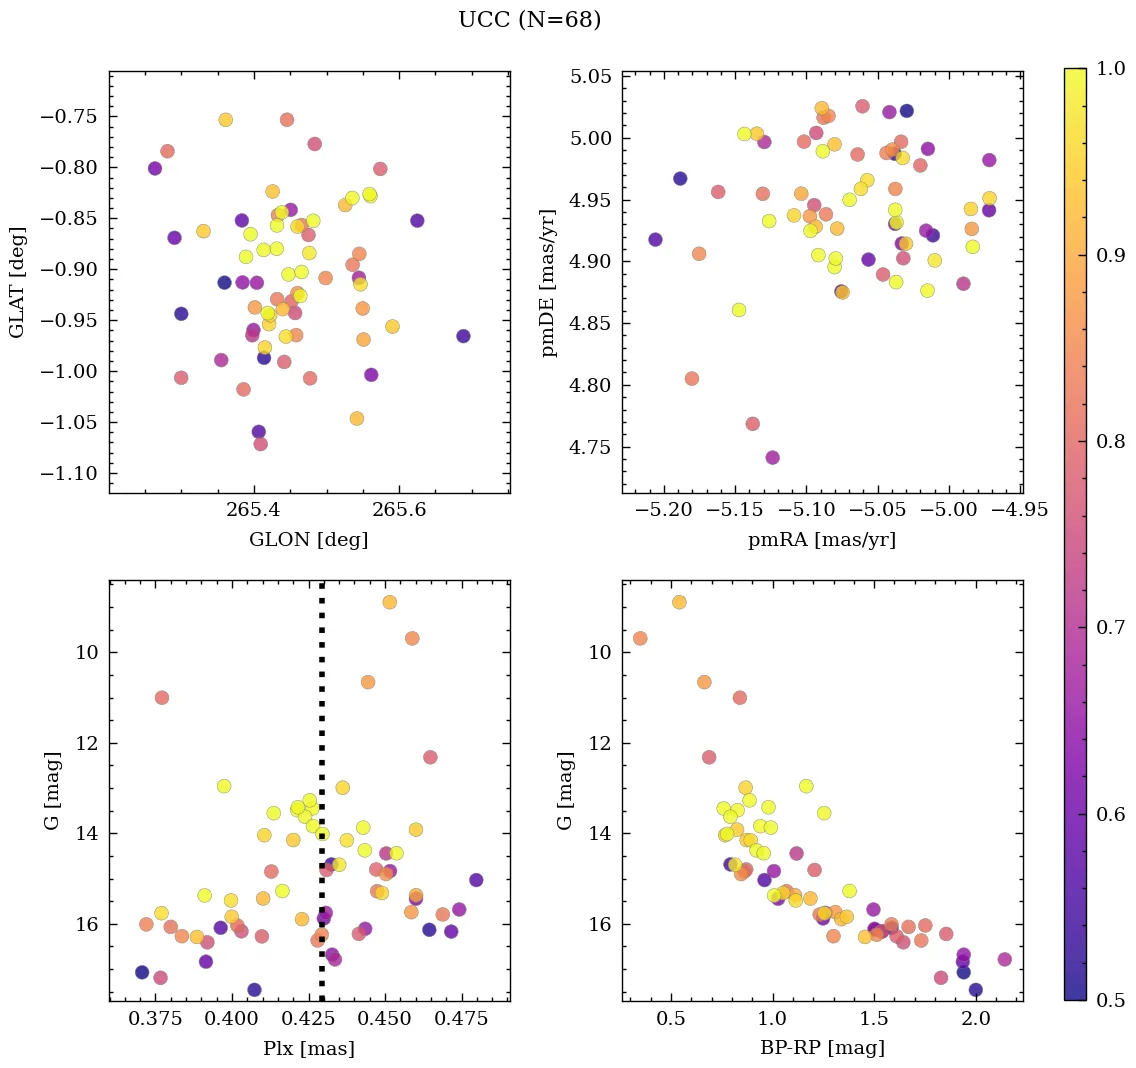 UCC (N=68)
−0.75
−0.80
−0.85
−0.90
−0.95
−1.00
−1.05
−1.10
GLAT [deg]
265.4 265.6
GLON [deg]
5.05
5.00
4.95
4.90
4.85
4.80
4.75
pmDE [mas/yr]
−5.20 −5.15 −5.10 −5.05 −5.00 −4.95
pmRA [mas/yr]
10
12
14
16
G [mag]
0.375 0.400 0.425 0.450 0.475
Plx [mas]
10
12
14
16
G [mag]
0.5 1.0 1.5 2.0
BP-RP [mag]
1.0
0.9
0.8
0.7
0.6
0.5